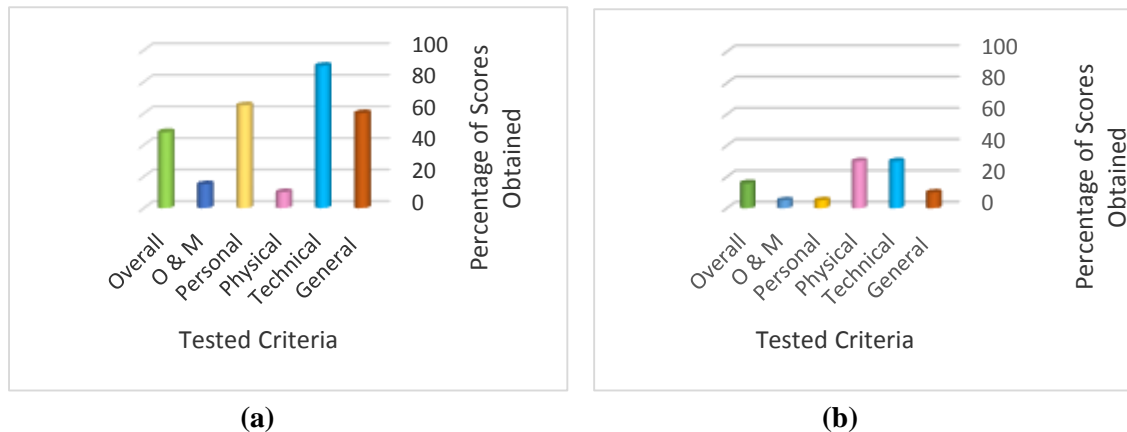 100
80
60
40
20
0
Percentage of Scores
Obtained
Overall
O & M
Personal
Physical
Technical
General
Tested Criteria
(a)
100
80
60
40
20
0
Percentage of Scores
Obtained
Overall
O & M
Personal
Physical
Technical
General
Tested Criteria
(b)